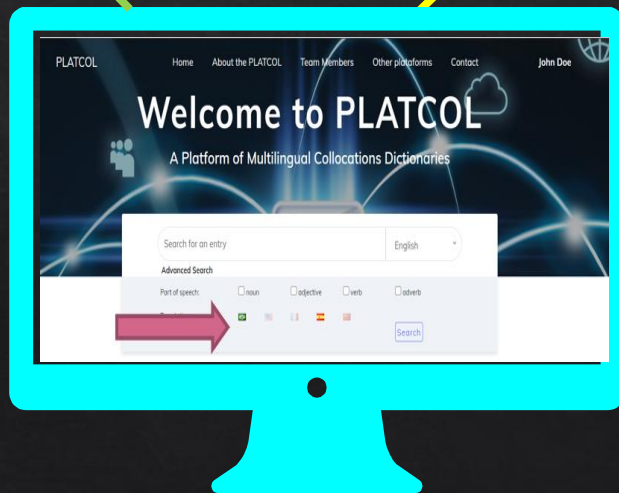 PLATCOL Home About the PLATCOL Team Members Other plataforms Contact John Doe
Welcome to PLATCOL
A Platform of Multilingual Collocations Dictionaries
Search for an entry English
Advanced Search
Part of speech: noun adjective verb adverb
Search